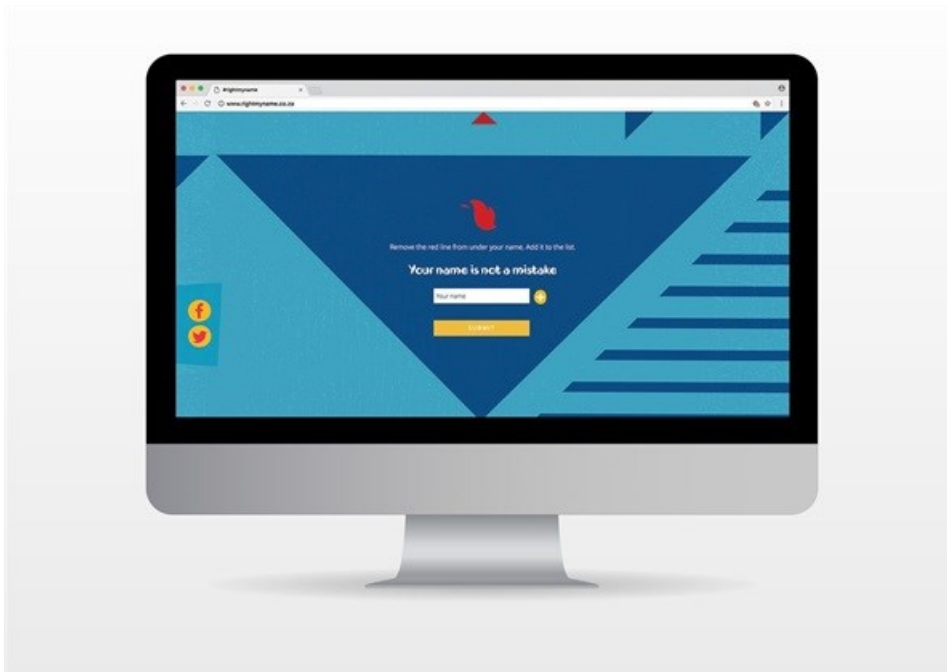 #rightmyname
www.rightmyname.co.za
Remove the red line from under your name. Add it to the list.
Your name is not a mistake
Your name
SUBMIT